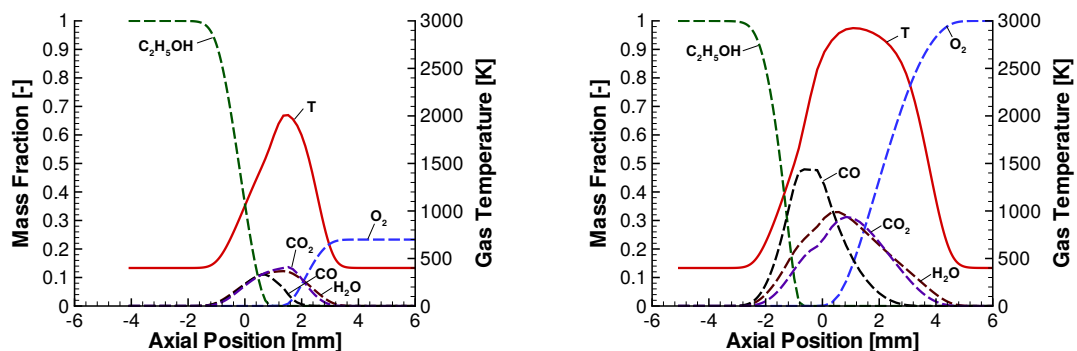 Mass Fraction [-]
1
0.9
0.8
0.7
0.6
0.5
0.4
0.3
0.2
0.1
0
C₂H₅OH
T
O₂
CO₂
CO
H₂O
3000
2500
2000
1500
1000
500
0
Gas Temperature [K]
-6 -4 -2 0 2 4 6
Axial Position [mm]
Mass Fraction [-]
1
0.9
0.8
0.7
0.6
0.5
0.4
0.3
0.2
0.1
0
C₂H₅OH
T
O₂
CO
CO₂
H₂O
3000
2500
2000
1500
1000
500
0
Gas Temperature [K]
-6 -4 -2 0 2 4 6
Axial Position [mm]